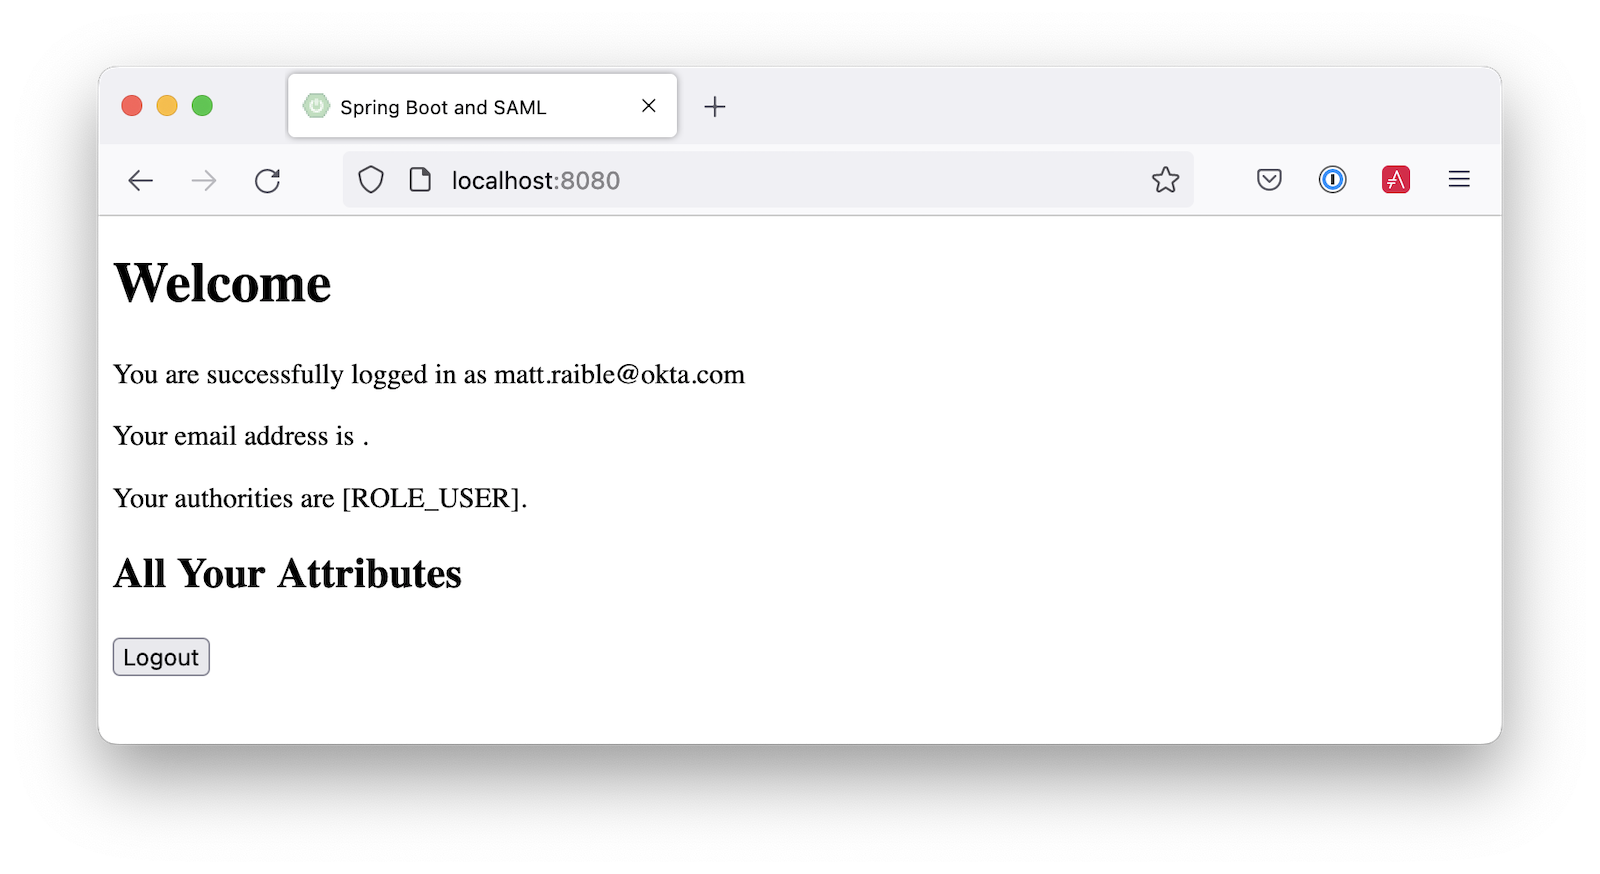 Spring Boot and SAML
localhost:8080
Welcome
You are successfully logged in as matt.raible@okta.com
Your email address is .
Your authorities are [ROLE_USER].
All Your Attributes
Logout